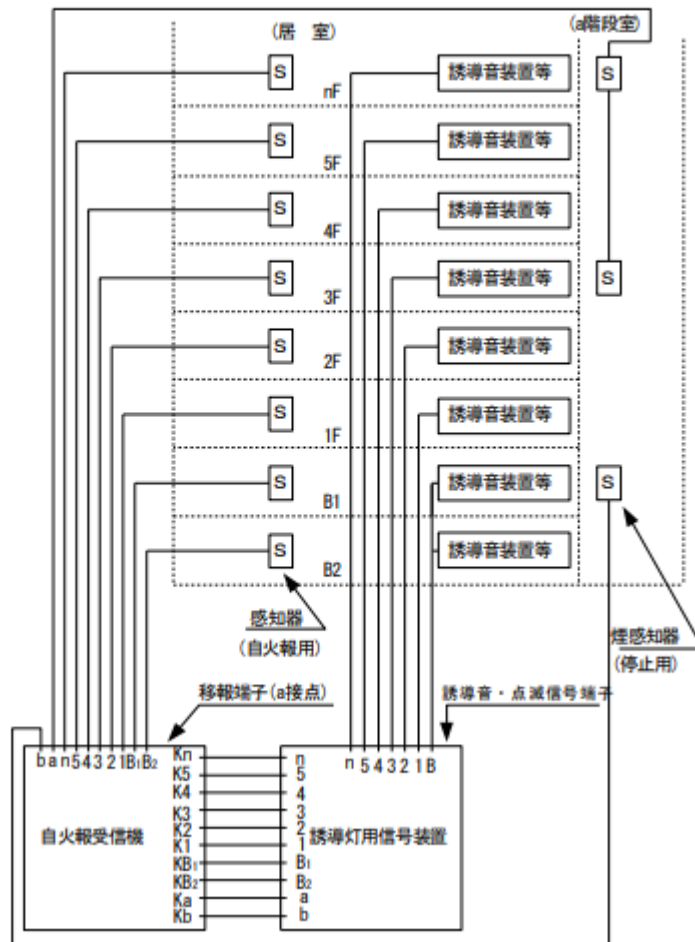 (居　室)
(a階段室)
S
誘導音装置等
S
nF
S
誘導音装置等
5F
S
誘導音装置等
4F
S
誘導音装置等
S
3F
S
誘導音装置等
2F
S
誘導音装置等
1F
S
誘導音装置等
S
B1
S
誘導音装置等
B2
感知器
(自火報用)
煙感知器
(停止用)
移報端子(a接点)
誘導音・点滅信号端子
b a n 5 4 3 2 1 B1 B2
n 5 4 3 2 1 B
自火報受信機
Kn
K5
K4
K3
K2
K1
KB1
KB2
Ka
Kb
誘導灯用信号装置
n
5
4
3
2
1
B1
B2
a
b